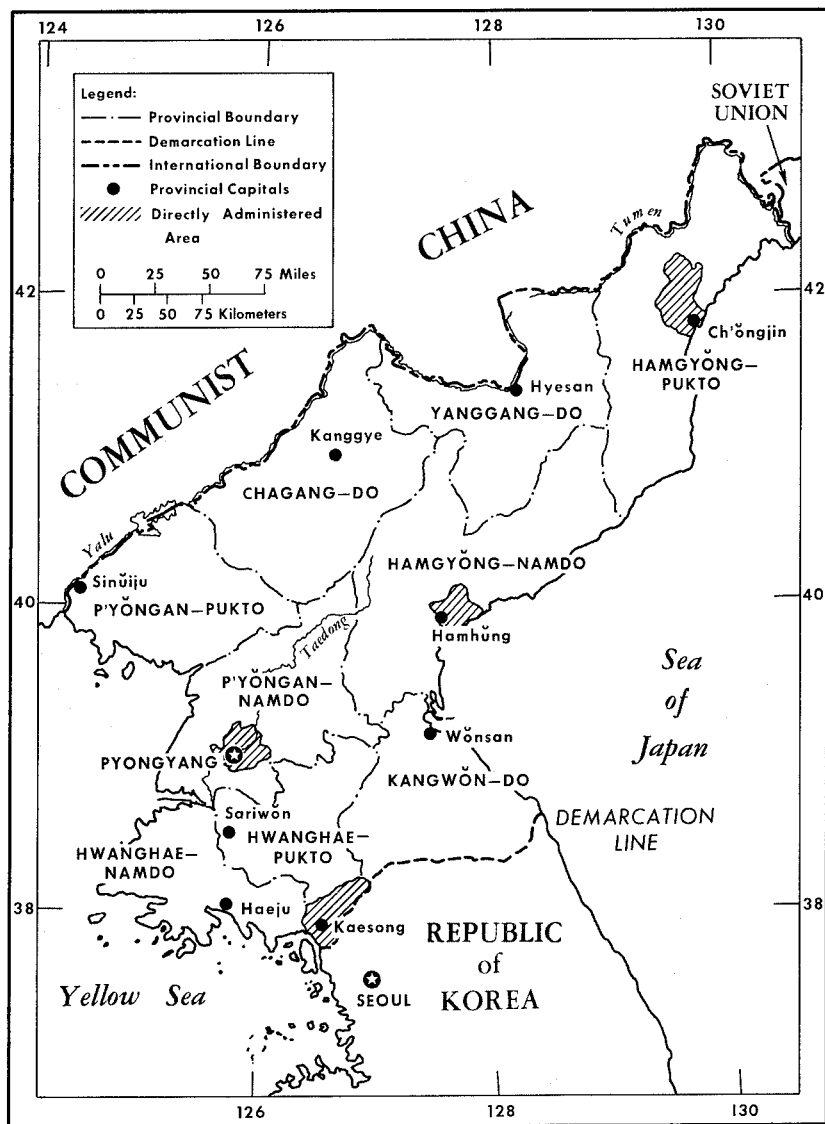 124
126
128
130
Legend:
Provincial Boundary
Demarcation Line
International Boundary
Provincial Capitals
Directly Administered
Area
0 25 50 75 Miles
0 25 50 75 Kilometers
SOVIET
UNION
CHINA
Tumen
42
42
Ch'ŏngjin
HAMGYŎNG—
PUKTO
Hyesan
YANGGANG—DO
COMMUNIST
Kanggye
CHAGANG—DO
Yalu
HAMGYŎNG—NAMDO
Sinŭiju
P'YŎNGAN—PUKTO
40
40
Hamhŭng
Taedong
P'YŎNGAN—
NAMDO
Sea
of
Japan
PYONGYANG
Wŏnsan
KANGWŎN—DO
Sariwŏn
HWANGHAE—
PUKTO
DEMARCATION
LINE
HWANGHAE—
NAMDO
38
38
Haeju
Kaesong
REPUBLIC
of
KOREA
Yellow Sea
SEOUL
126
128
130